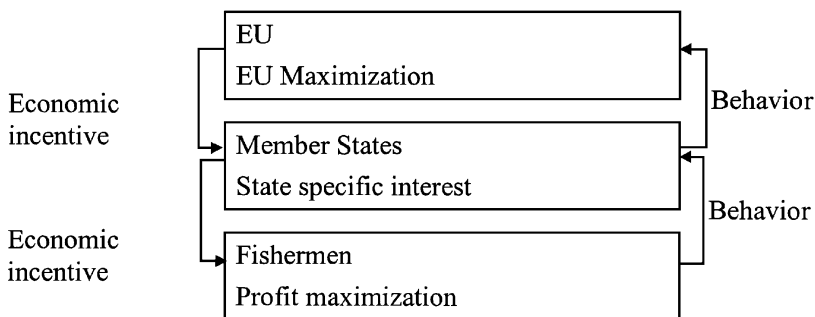 EU
EU Maximization
Economic
incentive
Behavior
Member States
State specific interest
Economic
incentive
Behavior
Fishermen
Profit maximization